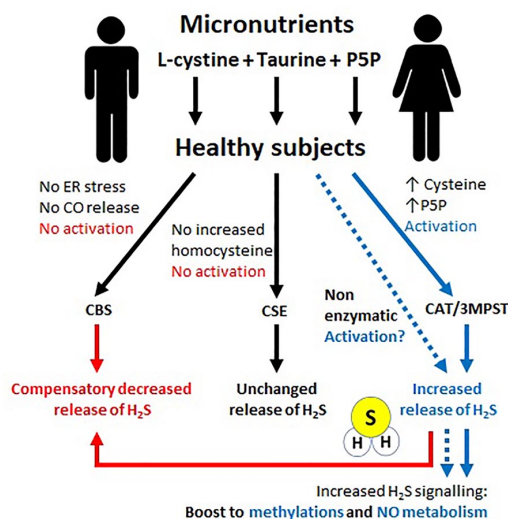 Micronutrients
L-cystine + Taurine + P5P
Healthy subjects
No ER stress
No CO release
No activation
No increased
homocysteine
No activation
↑ Cysteine
↑P5P
Activation
Non
enzymatic
Activation?
CBS
CSE
CAT/3MPST
Compensatory decreased
release of H₂S
Unchanged
release of H₂S
Increased
release of H₂S
S
H H
Increased H₂S signalling:
Boost to methylations and NO metabolism